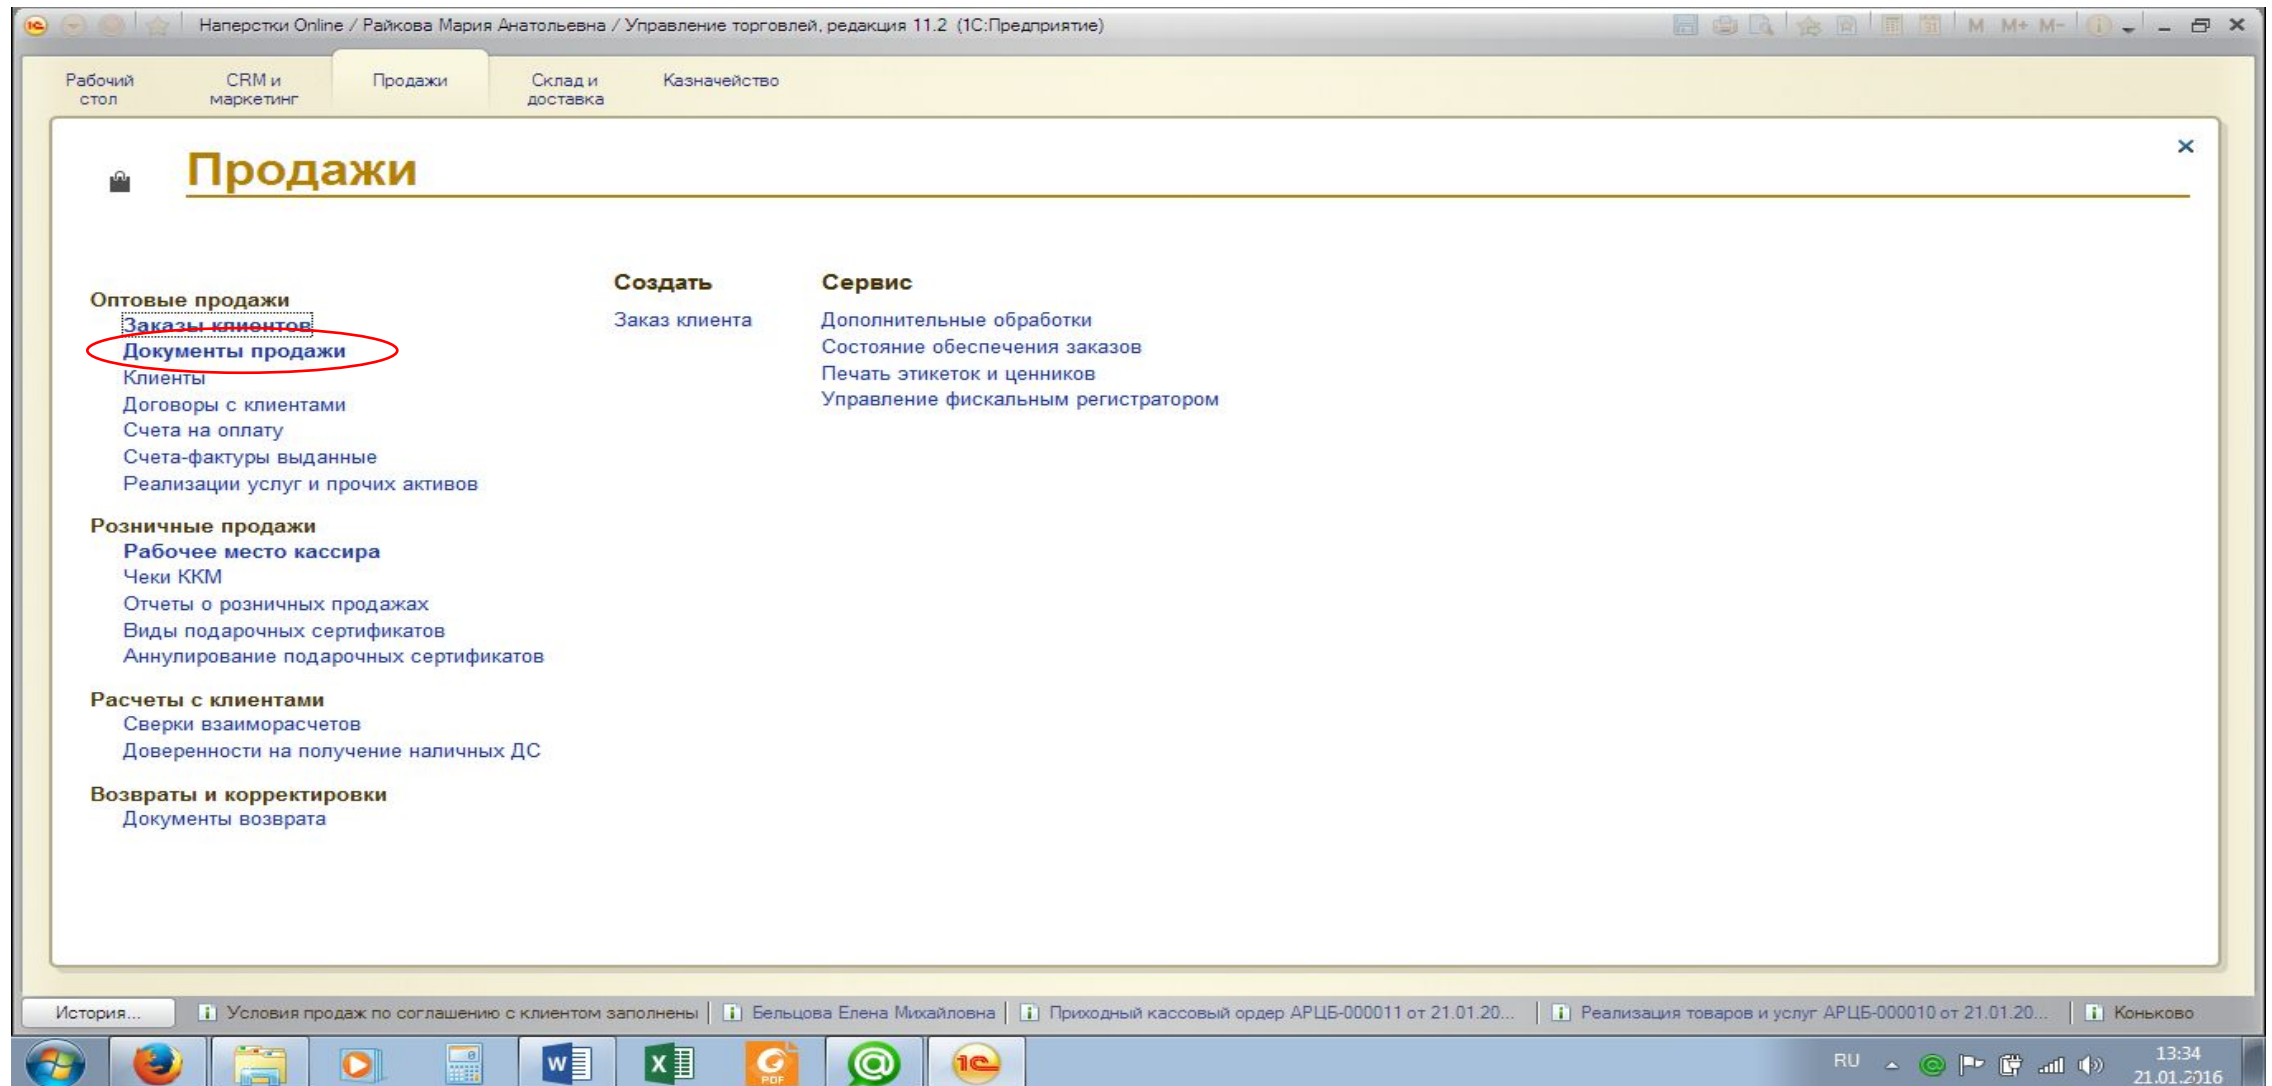 Наперстки Online / Райкова Мария Анатольевна / Управление торговлей, редакция 11.2 (1С:Предприятие)
M M+ M-
Рабочий стол
CRM и маркетинг
Продажи
Склад и доставка
Казначейство
Продажи
Оптовые продажи
Заказы клиентов
Документы продажи
Клиенты
Договоры с клиентами
Счета на оплату
Счета-фактуры выданные
Реализации услуг и прочих активов
Розничные продажи
Рабочее место кассира
Чеки ККМ
Отчеты о розничных продажах
Виды подарочных сертификатов
Аннулирование подарочных сертификатов
Расчеты с клиентами
Сверки взаиморасчетов
Доверенности на получение наличных ДС
Возвраты и корректировки
Документы возврата
Создать
Заказ клиента
Сервис
Дополнительные обработки
Состояние обеспечения заказов
Печать этикеток и ценников
Управление фискальным регистратором
История...
Условия продаж по соглашению с клиентом заполнены
Бельцова Елена Михайловна
Приходный кассовый ордер АРЦБ-000011 от 21.01.20...
Реализация товаров и услуг АРЦБ-000010 от 21.01.20...
Коньково
RU
13:34
21.01.2016